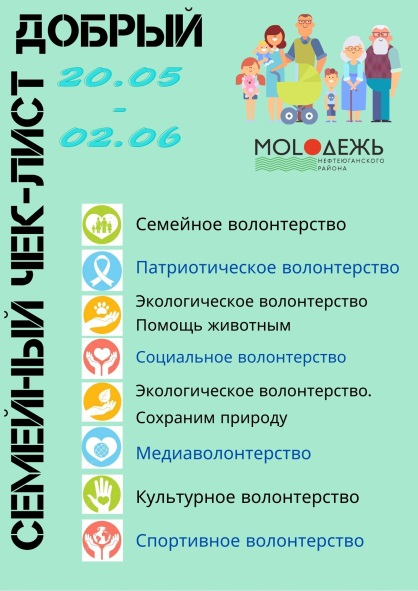 ДОБРЫЙ
СЕМЕЙНЫЙ ЧЕК-ЛИСТ
20.05
-
02.06
MOLОДЕЖЬ
НЕФТЕЮГАНСКОГО
РАЙОНА
Семейное волонтерство
Патриотическое волонтерство
Экологическое волонтерство
Помощь животным
Социальное волонтерство
Экологическое волонтерство.
Сохраним природу
Медиаволонтерство
Культурное волонтерство
Спортивное волонтерство